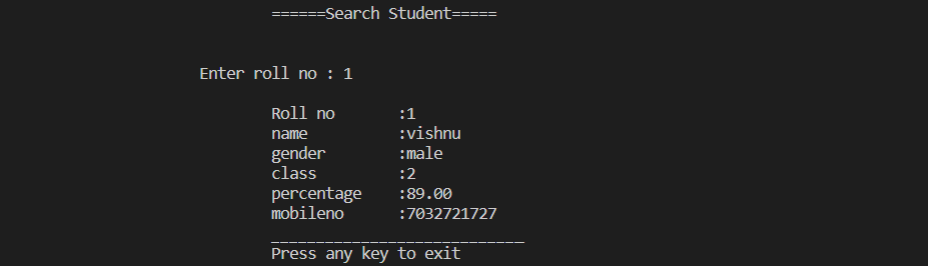 ======Search Student=====
Enter roll no : 1
Roll no       :1
name          :vishnu
gender        :male
class         :2
percentage    :89.00
mobileno      :7032721727
____________________________
Press any key to exit